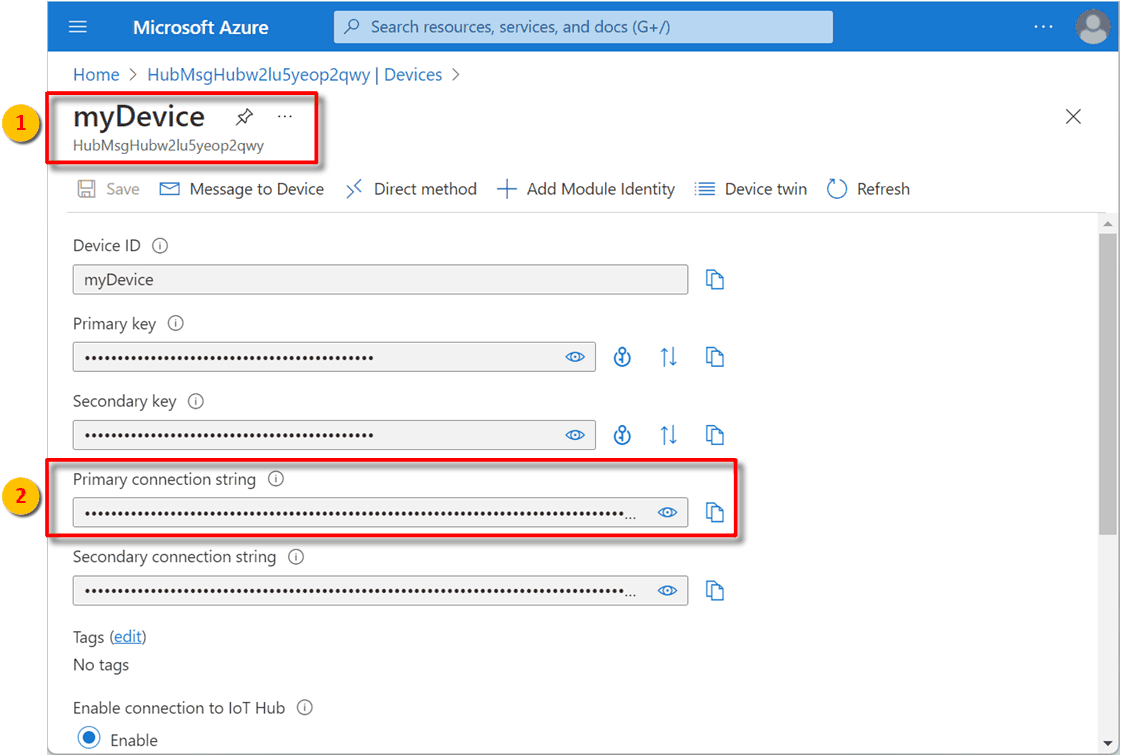 Microsoft Azure
Search resources, services, and docs (G+/)
...
Home > HubMsgHubw2lu5yeop2qwy | Devices >
1
myDevice ...
HubMsgHubw2lu5yeop2qwy
Save Message to Device Direct method Add Module Identity Device twin Refresh
Device ID
myDevice
Primary key
••••••••••••••••••••••••••••••••••••••••••••
Secondary key
••••••••••••••••••••••••••••••••••••••••••••
2
Primary connection string
••••••••••••••••••••••••••••••••••••••••••••••••••••••••••••••••••••••••••••••••••...
Secondary connection string
••••••••••••••••••••••••••••••••••••••••••••••••••••••••••••••••••••••••••••••••••...
Tags (edit)
No tags
Enable connection to IoT Hub
Enable